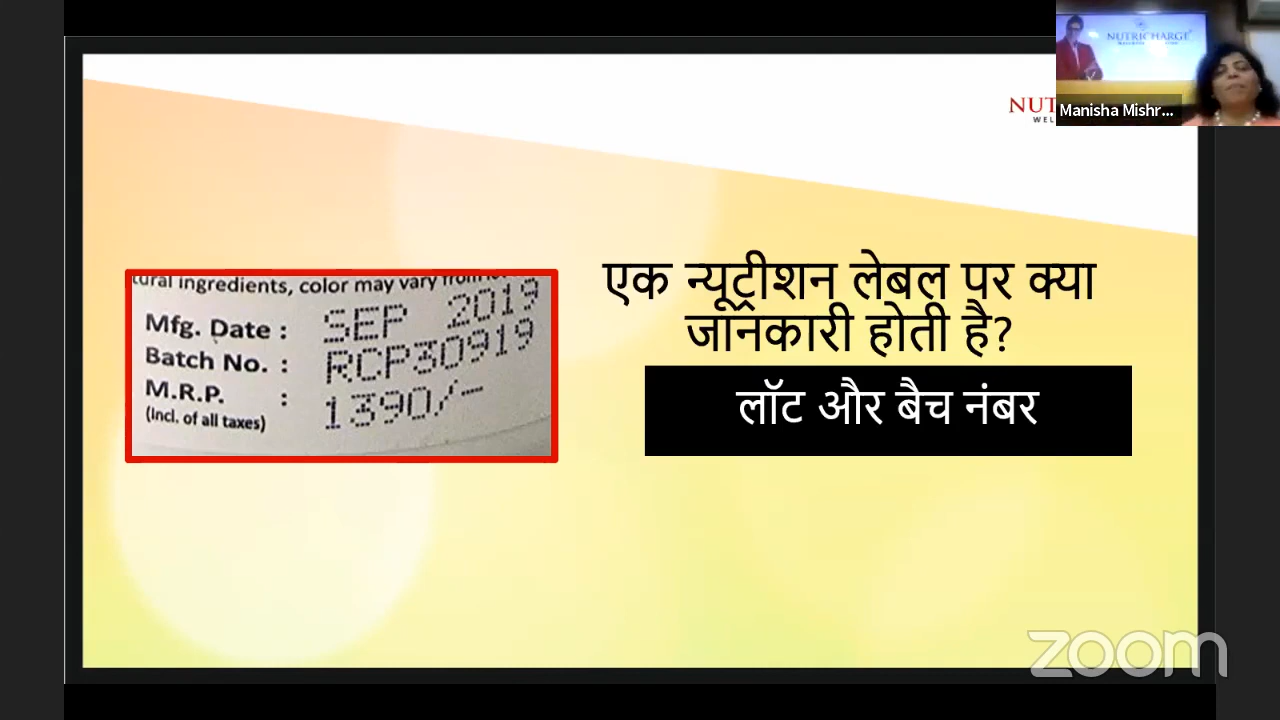 NUTRICHARGE
Manisha Mishr...
एक न्यूट्रीशन लेबल पर क्या
जानकारी होती है?
लॉट और बैच नंबर
ingredients, color may vary from
Mfg. Date : SEP 2019
Batch No. : RCP30919
M.R.P. : 1390/-
(Incl. of all taxes)
zoom